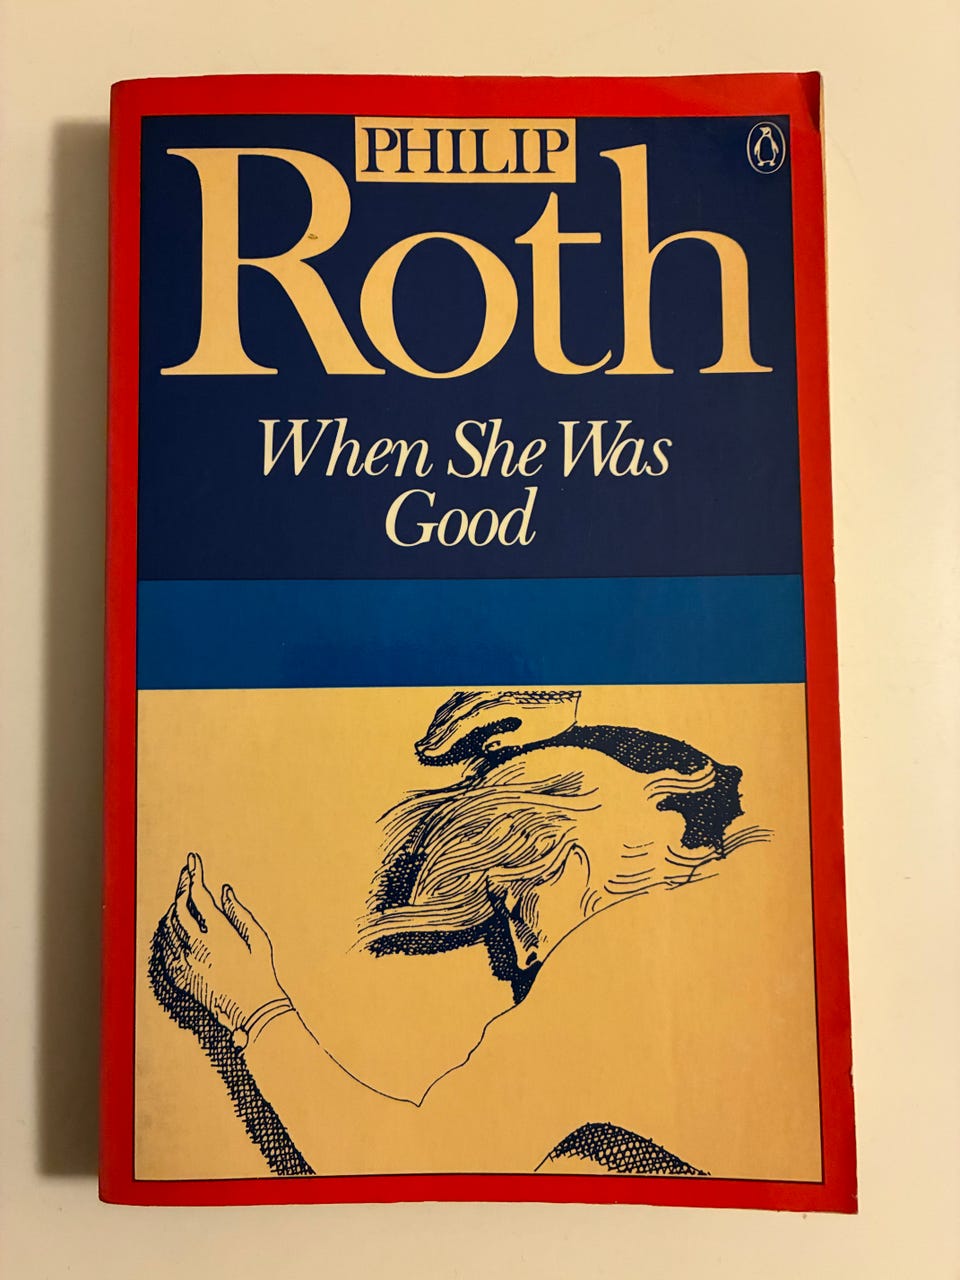 PHILIP
Roth
When She Was
Good